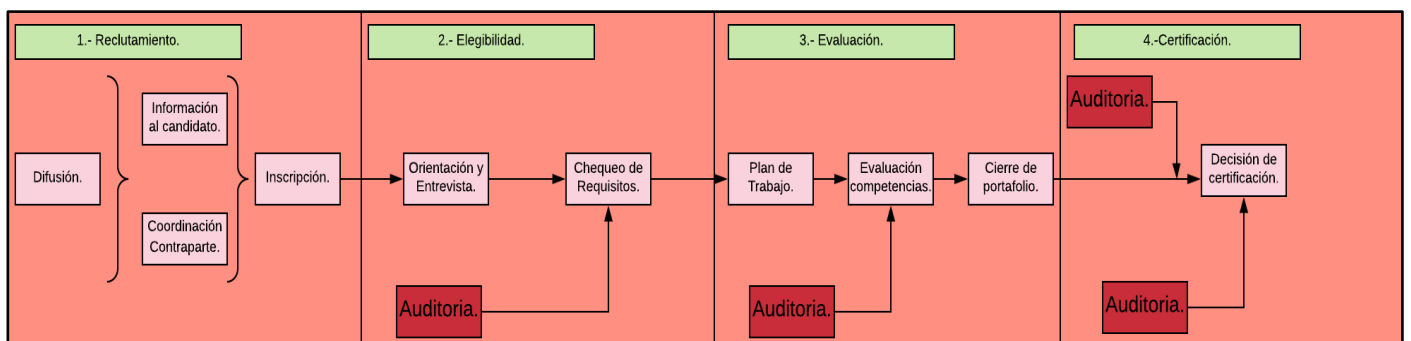 1.- Reclutamiento.
Difusión.
Información
al candidato.
Coordinación
Contraparte.
Inscripción.
2.- Elegibilidad.
Orientación y
Entrevista.
Chequeo de
Requisitos.
Auditoria.
3.- Evaluación.
Plan de
Trabajo.
Evaluación
competencias.
Cierre de
portafolio.
Auditoria.
4.-Certificación.
Auditoria.
Decisión de
certificación.
Auditoria.